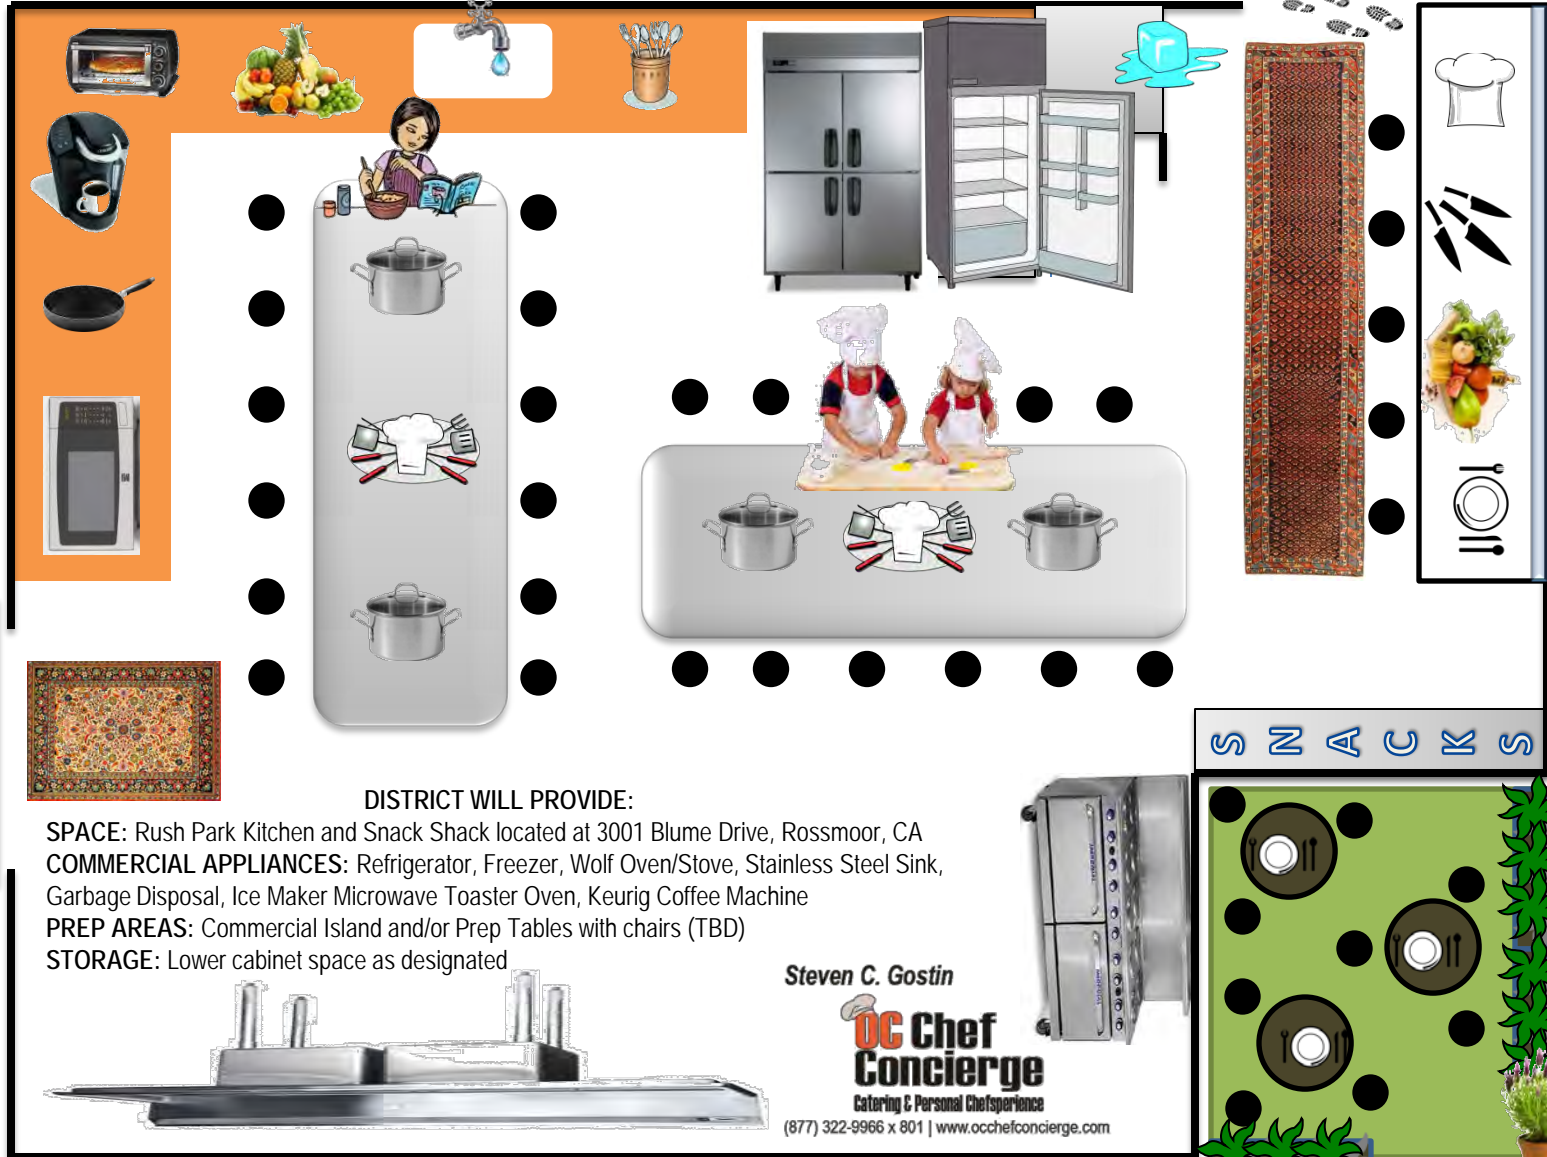 S N A C K S
DISTRICT WILL PROVIDE:
SPACE: Rush Park Kitchen and Snack Shack located at 3001 Blume Drive, Rossmoor, CA
COMMERCIAL APPLIANCES: Refrigerator, Freezer, Wolf Oven/Stove, Stainless Steel Sink,
Garbage Disposal, Ice Maker Microwave Toaster Oven, Keurig Coffee Machine
PREP AREAS: Commercial Island and/or Prep Tables with chairs (TBD)
STORAGE: Lower cabinet space as designated
Steven C. Gostin
OC Chef
Concierge
Catering & Personal Chefsperience
(877) 322-9966 x 801 | www.occhefconcierge.com